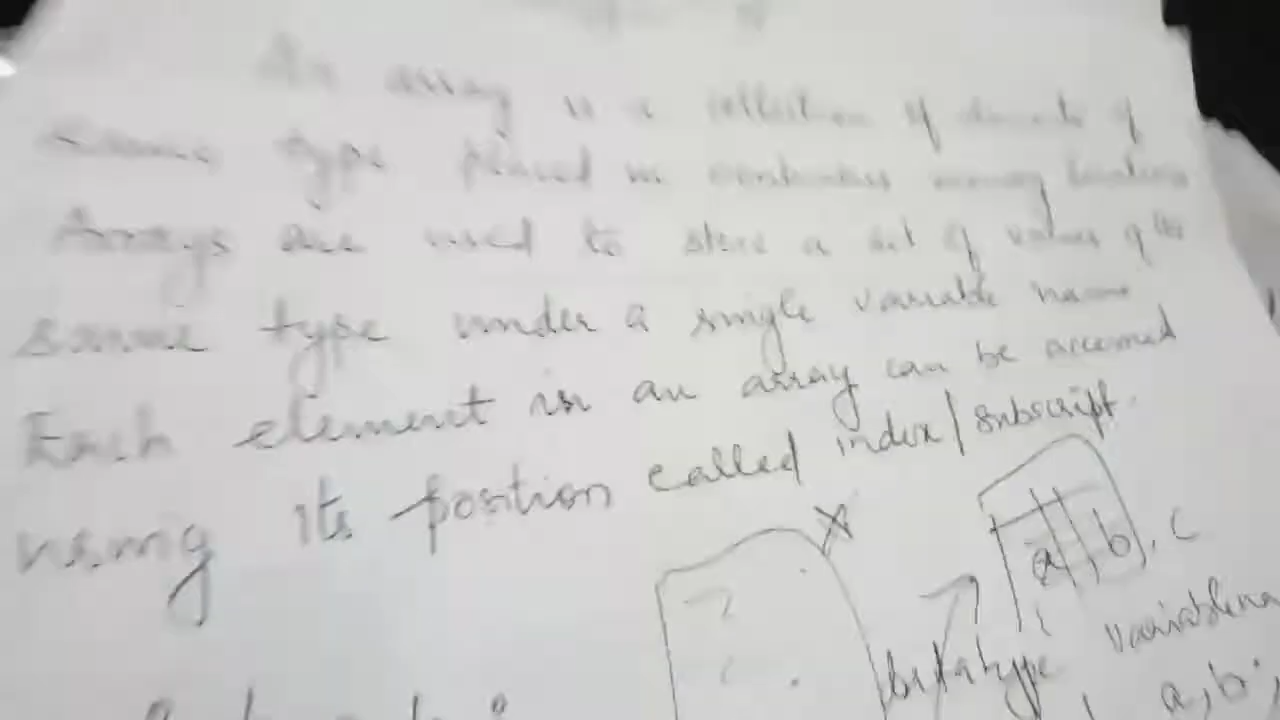 An array is a collection of elements of
same type placed in contiguous memory locations
Arrays are used to store a set of values of the
same type under a single variable name
Each element in an array can be accessed
using its position called index/subscript.
a, b, c
datatype variablena
a, b,